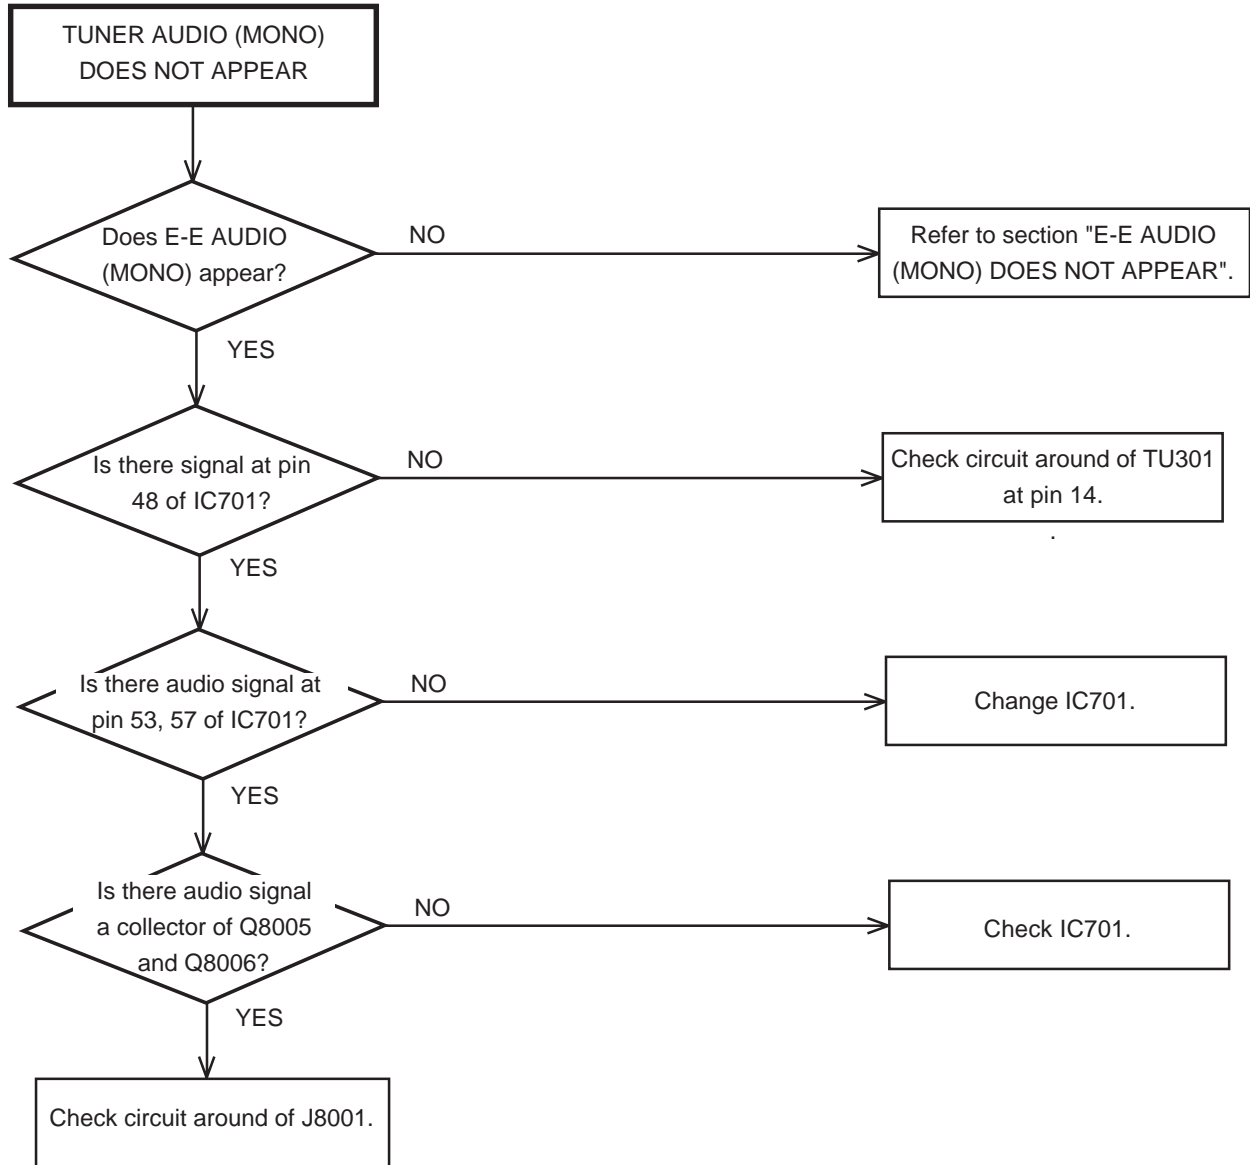 TUNER AUDIO (MONO)
DOES NOT APPEAR
Does E-E AUDIO
(MONO) appear?
NO
Refer to section "E-E AUDIO
(MONO) DOES NOT APPEAR".
YES
Is there signal at pin
48 of IC701?
NO
Check circuit around of TU301
at pin 14.
.
YES
Is there audio signal at
pin 53, 57 of IC701?
NO
Change IC701.
YES
Is there audio signal
a collector of Q8005
and Q8006?
NO
Check IC701.
YES
Check circuit around of J8001.